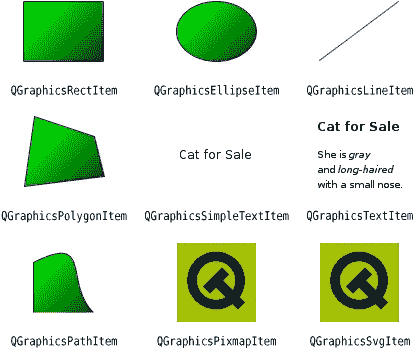 QGraphicsRectItem
QGraphicsEllipseItem
QGraphicsLineItem
Cat for Sale
Cat for Sale
She is gray
and long-haired
with a small nose.
QGraphicsPolygonItem
QGraphicsSimpleTextItem
QGraphicsTextItem
QGraphicsPathItem
QGraphicsPixmapItem
QGraphicsSvgItem